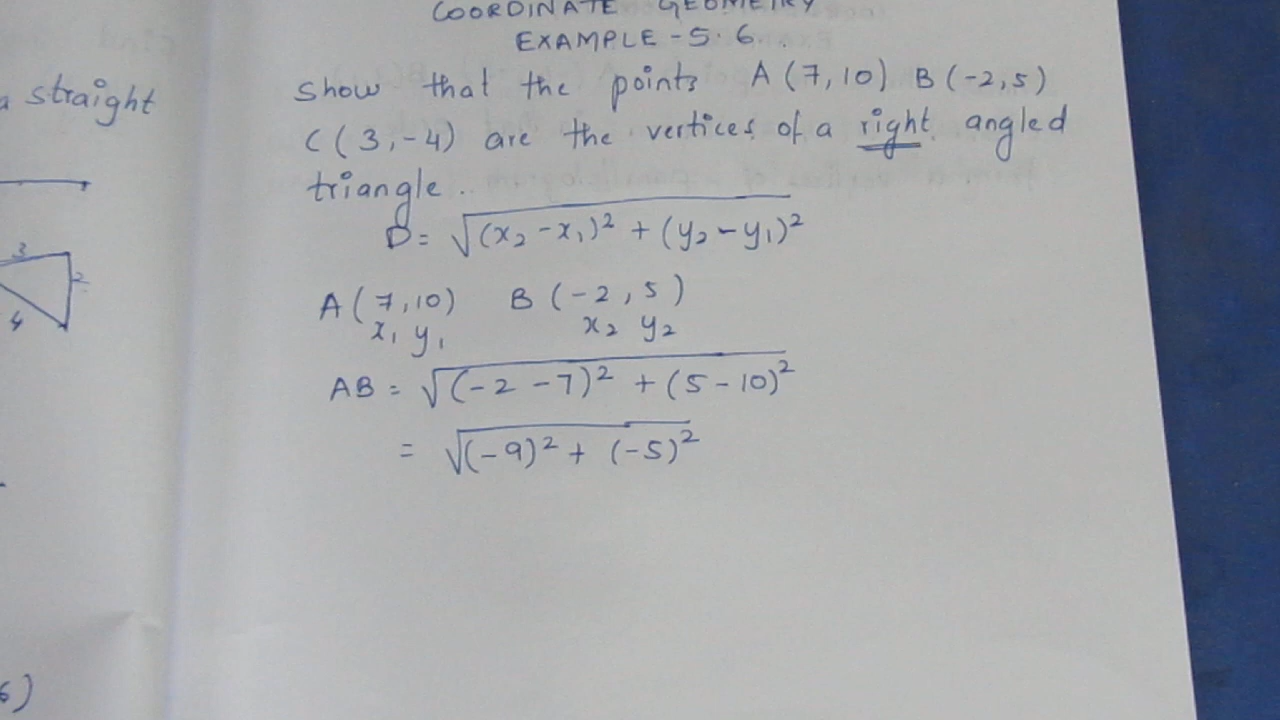 COORDINATE GEOMETRY
EXAMPLE - 5.6.
a straight
show that the points A (7, 10) B (-2, 5)
C (3, -4) are the vertices of a right angled
triangle.
D = √(x₂ - x₁)² + (y₂ - y₁)²
3
2
4
A (7, 10) B (-2, 5)
x₁ y₁ x₂ y₂
AB = √(-2 - 7)² + (5 - 10)²
= √(-9)² + (-5)²
6)